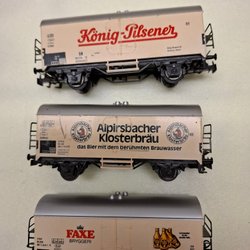 König-Pilsener
Alpirsbacher
Klosterbräu
das Bier mit dem berühmten Brauwasser
FAXE
BRYGGERI